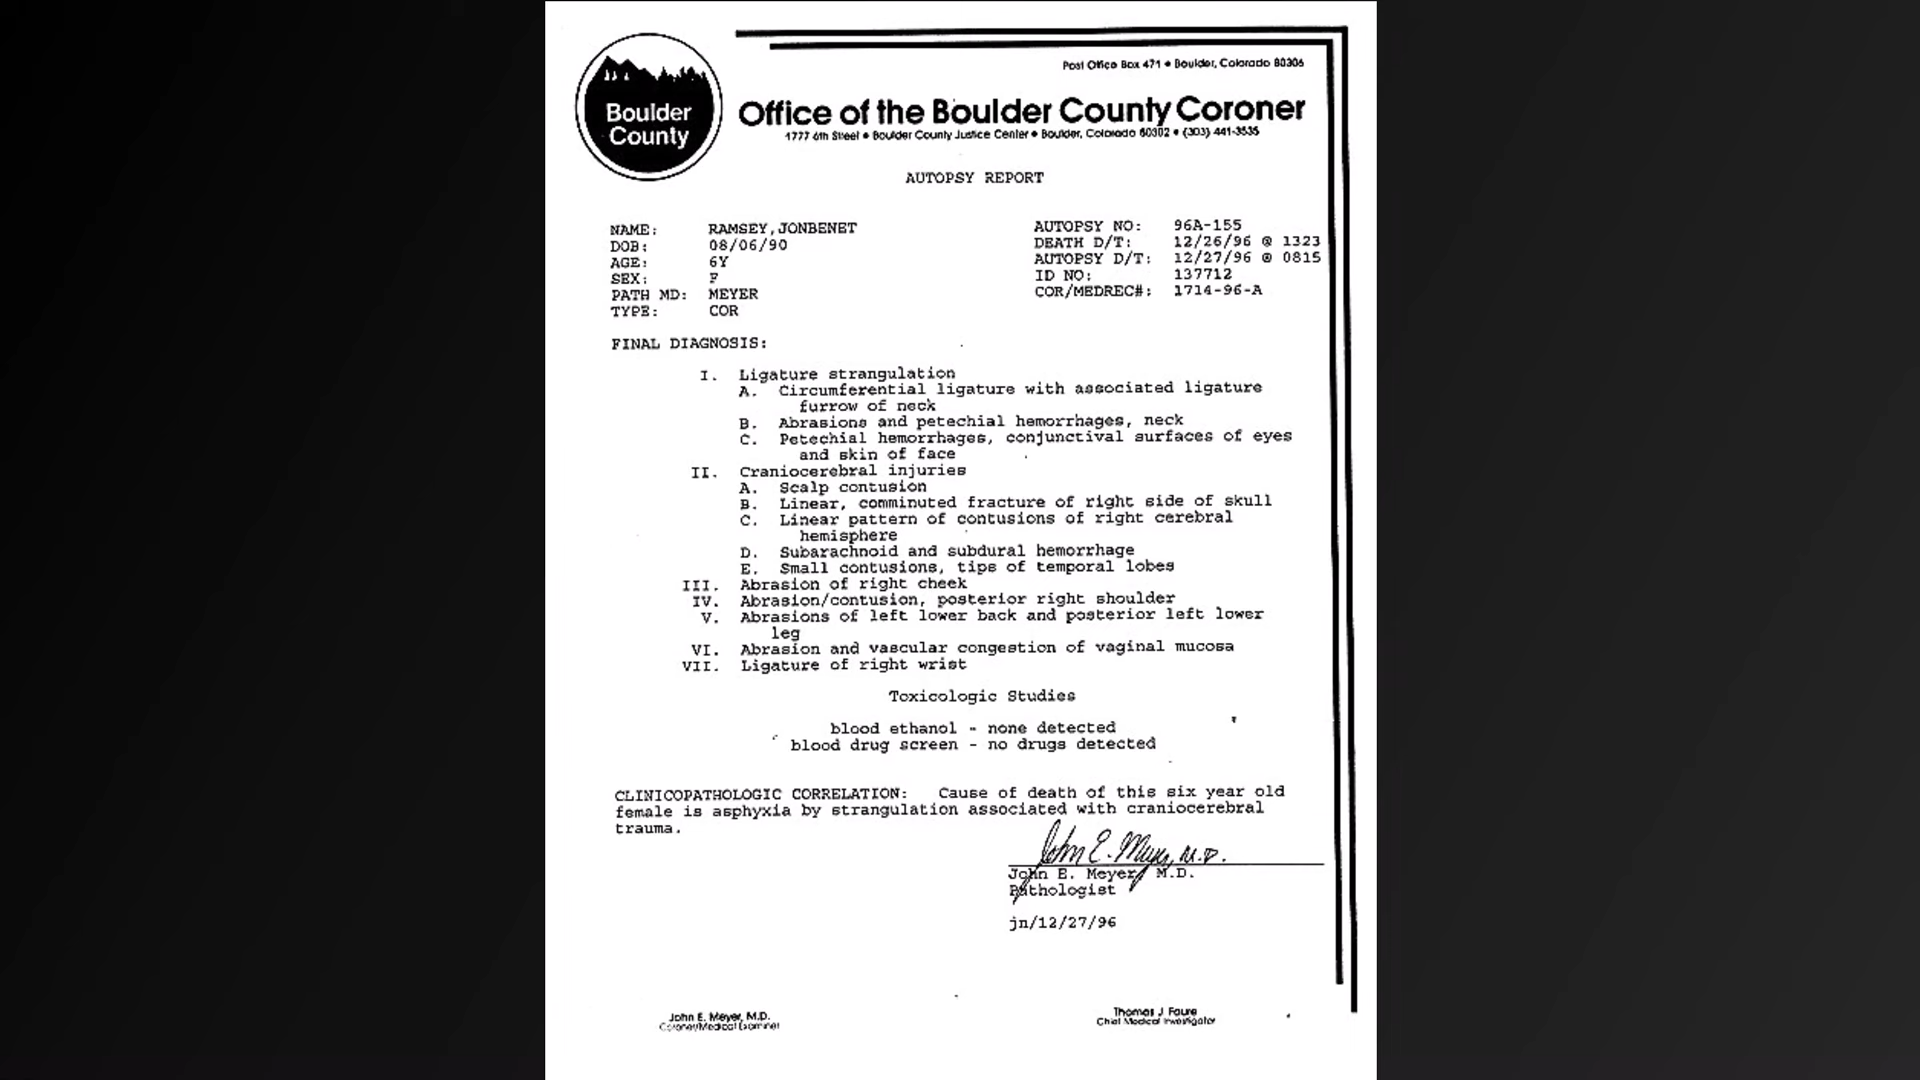 Post Office Box 471 • Boulder, Colorado 80306
Boulder
County
Office of the Boulder County Coroner
1777 6th Street • Boulder County Justice Center • Boulder, Colorado 80302 • (303) 441-3535
AUTOPSY REPORT
NAME: RAMSEY, JONBENET
DOB: 08/06/90
AGE: 6Y
SEX: F
PATH MD: MEYER
TYPE: COR
AUTOPSY NO: 96A-155
DEATH D/T: 12/26/96 @ 1323
AUTOPSY D/T: 12/27/96 @ 0815
ID NO: 137712
COR/MEDREC#: 1714-96-A
FINAL DIAGNOSIS:
I. Ligature strangulation
A. Circumferential ligature with associated ligature
furrow of neck
B. Abrasions and petechial hemorrhages, neck
C. Petechial hemorrhages, conjunctival surfaces of eyes
and skin of face
II. Craniocerebral injuries
A. Scalp contusion
B. Linear, comminuted fracture of right side of skull
C. Linear pattern of contusions of right cerebral
hemisphere
D. Subarachnoid and subdural hemorrhage
E. Small contusions, tips of temporal lobes
III. Abrasion of right cheek
IV. Abrasion/contusion, posterior right shoulder
V. Abrasions of left lower back and posterior left lower
leg
VI. Abrasion and vascular congestion of vaginal mucosa
VII. Ligature of right wrist
Toxicologic Studies
blood ethanol - none detected
blood drug screen - no drugs detected
CLINICOPATHOLOGIC CORRELATION: Cause of death of this six year old
female is asphyxia by strangulation associated with craniocerebral
trauma.
John E. Meyer, M.D.
John E. Meyer, M.D.
Pathologist
jn/12/27/96
John E. Meyer, M.D.
Coroner/Medical Examiner
Thomas J Faure
Chief Medical Investigator